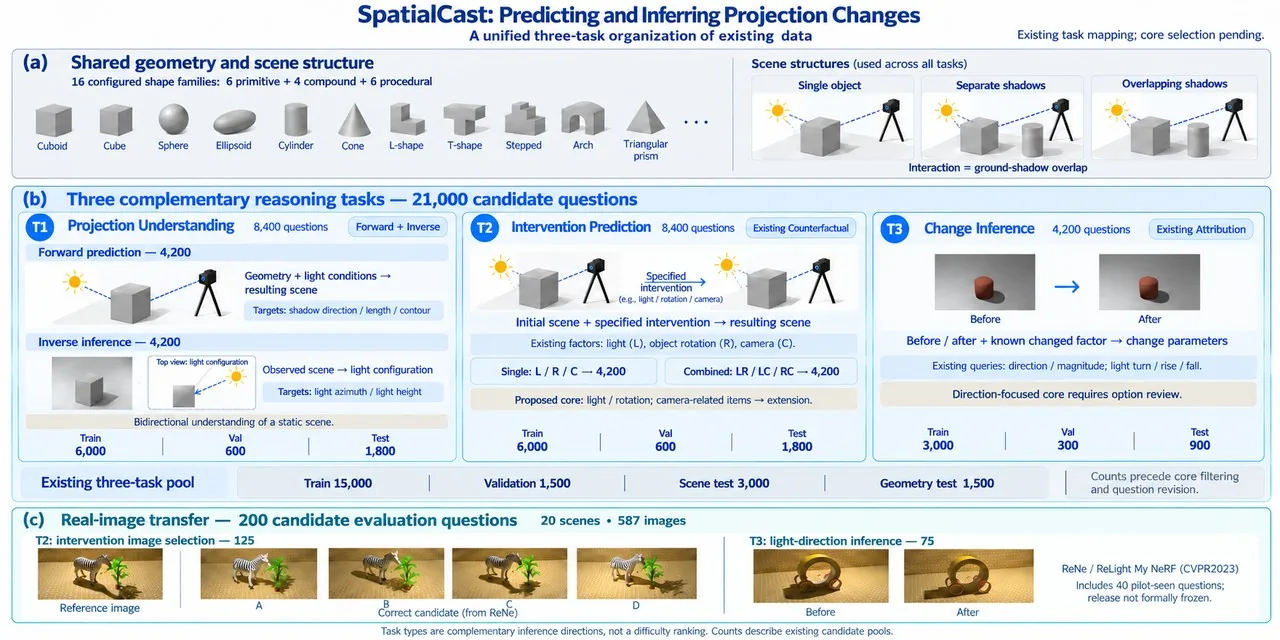 SpatialCast: Predicting and Inferring Projection Changes
A unified three-task organization of existing data
Existing task mapping; core selection pending.
(a) Shared geometry and scene structure
16 configured shape families: 6 primitive + 4 compound + 6 procedural
Cuboid
Cube
Sphere
Ellipsoid
Cylinder
Cone
L-shape
T-shape
Stepped
Arch
Triangular
prism
...
Scene structures (used across all tasks)
Single object
Separate shadows
Overlapping shadows
Interaction = ground-shadow overlap
(b) Three complementary reasoning tasks — 21,000 candidate questions
T1 Projection Understanding 8,400 questions Forward + Inverse
Forward prediction — 4,200
Geometry + light conditions →
resulting scene
Targets: shadow direction / length / contour
Inverse inference — 4,200
Top view: light configuration
Observed scene → light configuration
Targets: light azimuth / light height
Bidirectional understanding of a static scene.
Train Val Test
6,000 600 1,800
T2 Intervention Prediction 8,400 questions Existing Counterfactual
Specified
intervention
(e.g., light / rotation / camera)
Initial scene + specified intervention → resulting scene
Existing factors: light (L), object rotation (R), camera (C).
Single: L / R / C → 4,200
Combined: LR / LC / RC → 4,200
Proposed core: light / rotation; camera-related items → extension.
Train Val Test
6,000 600 1,800
T3 Change Inference 4,200 questions Existing Attribution
Before
After
Before / after + known changed factor → change parameters
Existing queries: direction / magnitude; light turn / rise / fall.
Direction-focused core requires option review.
Train Val Test
3,000 300 900
Existing three-task pool
Train 15,000
Validation 1,500
Scene test 3,000
Geometry test 1,500
Counts precede core filtering
and question revision.
(c) Real-image transfer — 200 candidate evaluation questions 20 scenes • 587 images
T2: intervention image selection — 125
Reference image
A
B
C
D
Correct candidate (from ReNe)
T3: light-direction inference — 75
Before
After
ReNe / ReLight My NeRF (CVPR2023)
Includes 40 pilot-seen questions;
release not formally frozen.
Task types are complementary inference directions, not a difficulty ranking. Counts describe existing candidate pools.